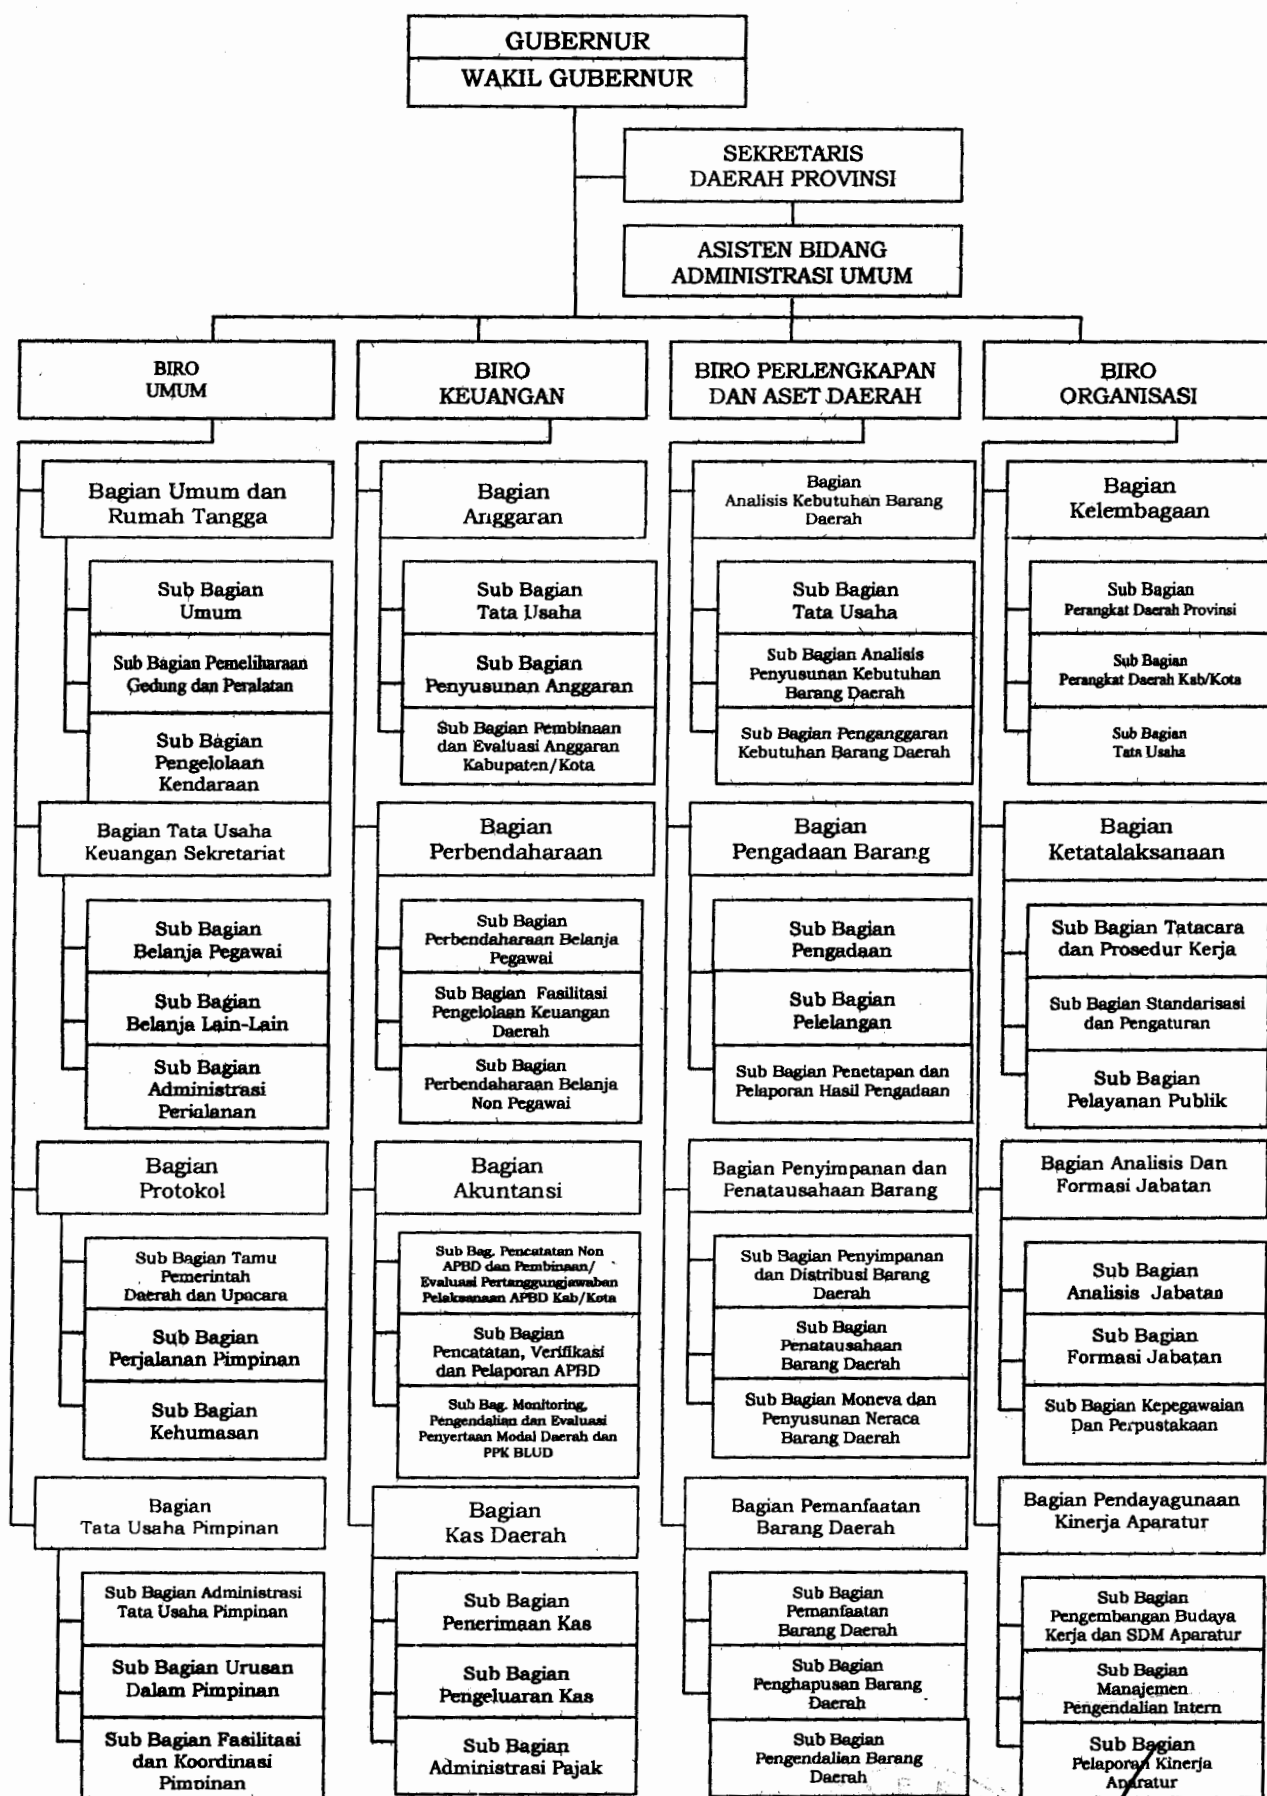 GUBERNUR
WAKIL GUBERNUR
SEKRETARIS
DAERAH PROVINSI
ASISTEN BIDANG
ADMINISTRASI UMUM
BIRO
UMUM
Bagian Umum dan
Rumah Tangga
Sub Bagian
Umum
Sub Bagian Pemeliharaan
Gedung dan Peralatan
Sub Bagian
Pengelolaan
Kendaraan
Bagian Tata Usaha
Keuangan Sekretariat
Sub Bagian
Belanja Pegawai
Sub Bagian
Belanja Lain-Lain
Sub Bagian
Administrasi
Perjalanan
Bagian
Protokol
Sub Bagian Tamu
Pemerintah
Daerah dan Upacara
Sub Bagian
Perjalanan Pimpinan
Sub Bagian
Kehumasan
Bagian
Tata Usaha Pimpinan
Sub Bagian Administrasi
Tata Usaha Pimpinan
Sub Bagian Urusan
Dalam Pimpinan
Sub Bagian Fasilitasi
dan Koordinasi
Pimpinan
BIRO
KEUANGAN
Bagian
Anggaran
Sub Bagian
Tata Usaha
Sub Bagian
Penyusunan Anggaran
Sub Bagian Pembinaan
dan Evaluasi Anggaran
Kabupaten/Kota
Bagian
Perbendaharaan
Sub Bagian
Perbendaharaan Belanja
Pegawai
Sub Bagian Fasilitasi
Pengelolaan Keuangan
Daerah
Sub Bagian
Perbendaharaan Belanja
Non Pegawai
Bagian
Akuntansi
Sub Bag. Pencatatan Non
APBD dan Pembinaan/
Evaluasi Pertanggungjawaban
Pelaksanaan APBD Kab/Kota
Sub Bagian
Pencatatan, Verifikasi
dan Pelaporan APBD
Sub Bag. Monitoring,
Pengendalian dan Evaluasi
Penyertaan Modal Daerah dan
PPK BLUD
Bagian
Kas Daerah
Sub Bagian
Penerimaan Kas
Sub Bagian
Pengeluaran Kas
Sub Bagian
Administrasi Pajak
BIRO PERLENGKAPAN
DAN ASET DAERAH
Bagian
Analisis Kebutuhan Barang
Daerah
Sub Bagian
Tata Usaha
Sub Bagian Analisis
Penyusunan Kebutuhan
Barang Daerah
Sub Bagian Penganggaran
Kebutuhan Barang Daerah
Bagian
Pengadaan Barang
Sub Bagian
Pengadaan
Sub Bagian
Pelelangan
Sub Bagian Penetapan dan
Pelaporan Hasil Pengadaan
Bagian Penyimpanan dan
Penatausahaan Barang
Sub Bagian Penyimpanan
dan Distribusi Barang
Daerah
Sub Bagian
Penatausahaan
Barang Daerah
Sub Bagian Moneva dan
Penyusunan Neraca
Barang Daerah
Bagian Pemanfaatan
Barang Daerah
Sub Bagian
Pemanfaatan
Barang Daerah
Sub Bagian
Penghapusan Barang
Daerah
Sub Bagian
Pengendalian Barang
Daerah
BIRO
ORGANISASI
Bagian
Kelembagaan
Sub Bagian
Perangkat Daerah Provinsi
Sub Bagian
Perangkat Daerah Kab/Kota
Sub Bagian
Tata Usaha
Bagian
Ketatalaksanaan
Sub Bagian Tatacara
dan Prosedur Kerja
Sub Bagian Standarisasi
dan Pengaturan
Sub Bagian
Pelayanan Publik
Bagian Analisis Dan
Formasi Jabatan
Sub Bagian
Analisis Jabatan
Sub Bagian
Formasi Jabatan
Sub Bagian Kepegawaian
Dan Perpustakaan
Bagian Pendayagunaan
Kinerja Aparatur
Sub Bagian
Pengembangan Budaya
Kerja dan SDM Aparatur
Sub Bagian
Manajemen
Pengendalian Intern
Sub Bagian
Pelaporan Kinerja
Aparatur